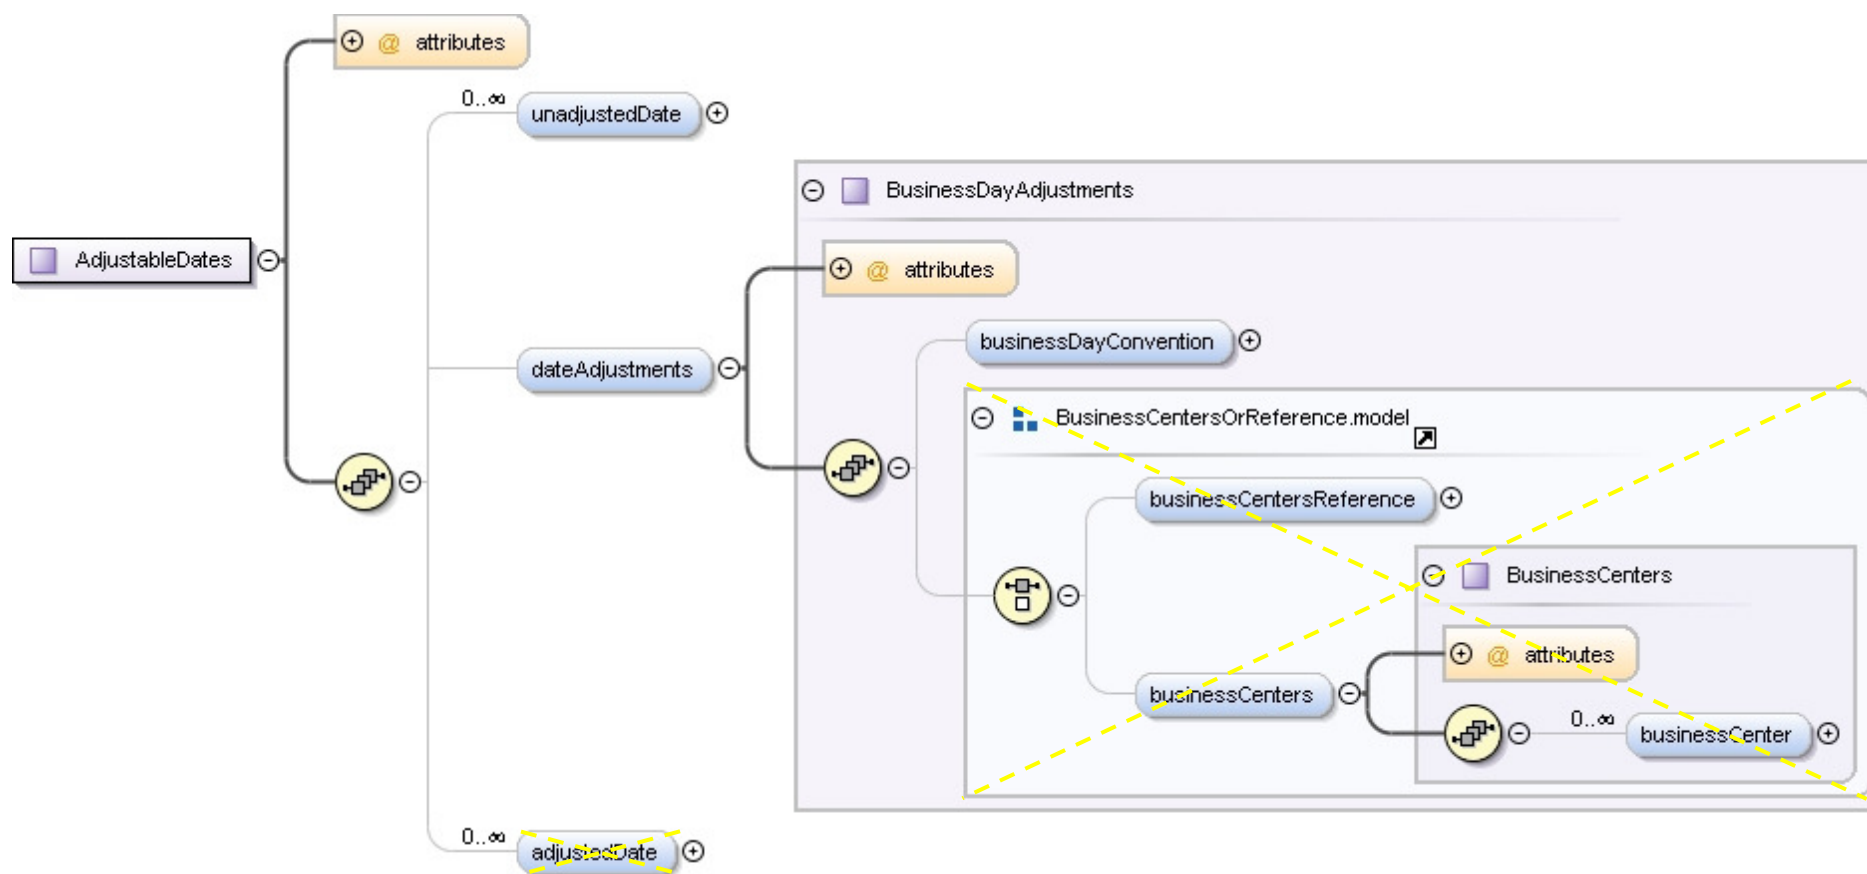 @ attributes
0..∞
unadjustedDate
BusinessDayAdjustments
AdjustableDates
@ attributes
businessDayConvention
dateAdjustments
BusinessCentersOrReference.model
businessCentersReference
BusinessCenters
@ attributes
businessCenters
0..∞
businessCenter
0..∞
adjustedDate